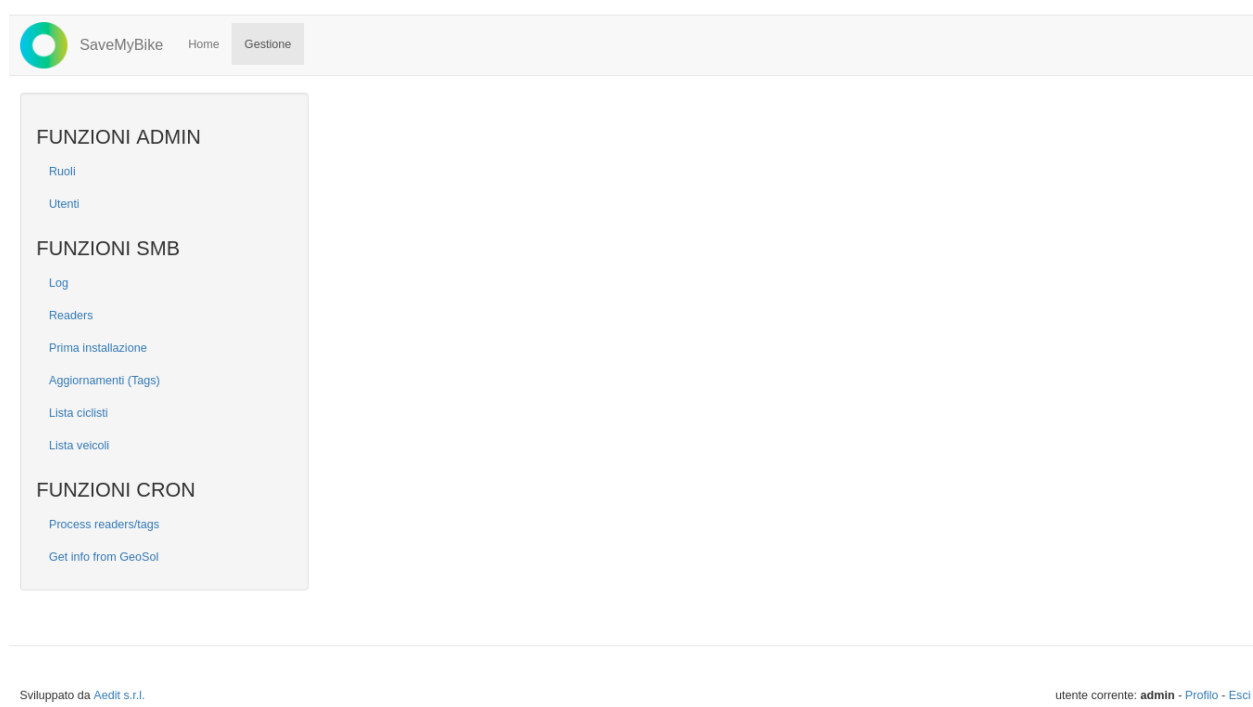 SaveMyBike Home Gestione
FUNZIONI ADMIN
Ruoli
Utenti
FUNZIONI SMB
Log
Readers
Prima installazione
Aggiornamenti (Tags)
Lista ciclisti
Lista veicoli
FUNZIONI CRON
Process readers/tags
Get info from GeoSol
Sviluppato da Aedit s.r.l. utente corrente: admin - Profilo - Esci